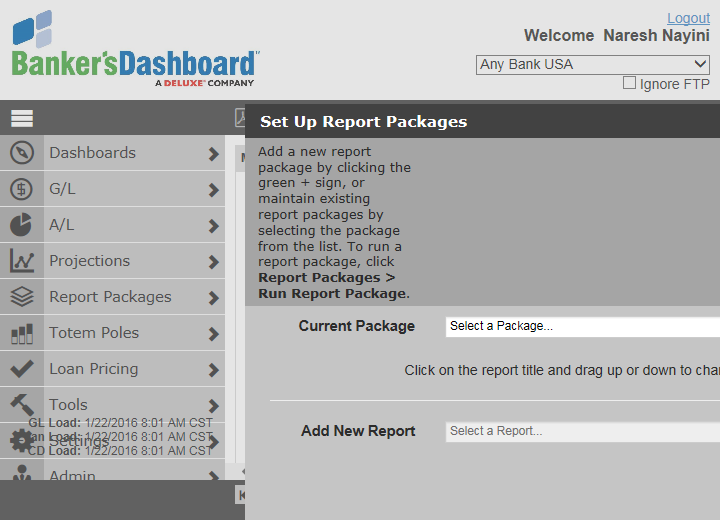 Logout
Welcome Naresh Nayini
Banker'sDashboard
A DELUXE COMPANY
Any Bank USA
Ignore FTP
Set Up Report Packages
Add a new report
package by clicking the
green + sign, or
maintain existing
report packages by
selecting the package
from the list. To run a
report package, click
Report Packages >
Run Report Package.
Dashboards
G/L
A/L
Projections
Report Packages
Totem Poles
Loan Pricing
Tools
Settings
Admin
GL Load: 1/22/2016 8:01 AM CST
an Load: 1/22/2016 8:01 AM CST
CD Load: 1/22/2016 8:01 AM CST
Current Package
Select a Package...
Click on the report title and drag up or down to cha
Add New Report
Select a Report...